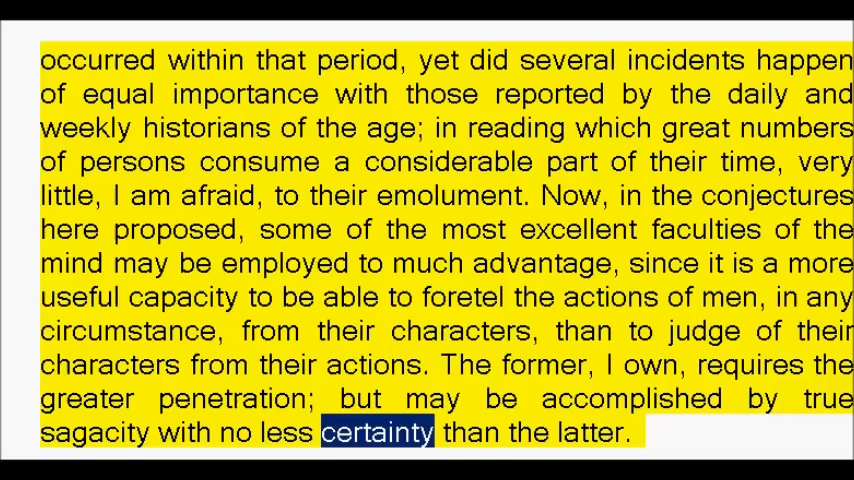 occurred within that period, yet did several incidents happen
of equal importance with those reported by the daily and
weekly historians of the age; in reading which great numbers
of persons consume a considerable part of their time, very
little, I am afraid, to their emolument. Now, in the conjectures
here proposed, some of the most excellent faculties of the
mind may be employed to much advantage, since it is a more
useful capacity to be able to foretel the actions of men, in any
circumstance, from their characters, than to judge of their
characters from their actions. The former, I own, requires the
greater penetration; but may be accomplished by true
sagacity with no less certainty than the latter.